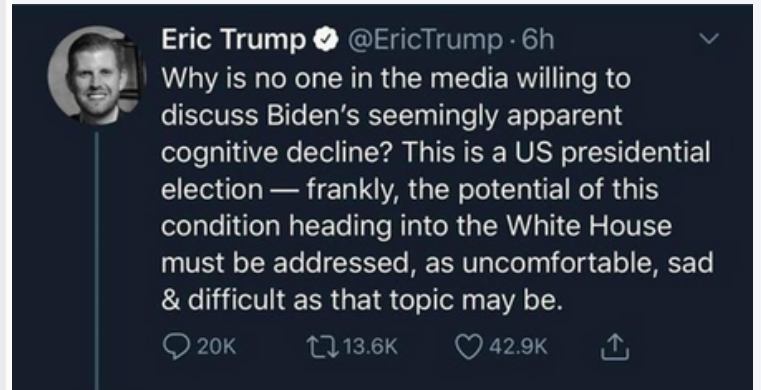 Eric Trump @EricTrump · 6h
Why is no one in the media willing to
discuss Biden’s seemingly apparent
cognitive decline? This is a US presidential
election — frankly, the potential of this
condition heading into the White House
must be addressed, as uncomfortable, sad
& difficult as that topic may be.
20K 13.6K 42.9K